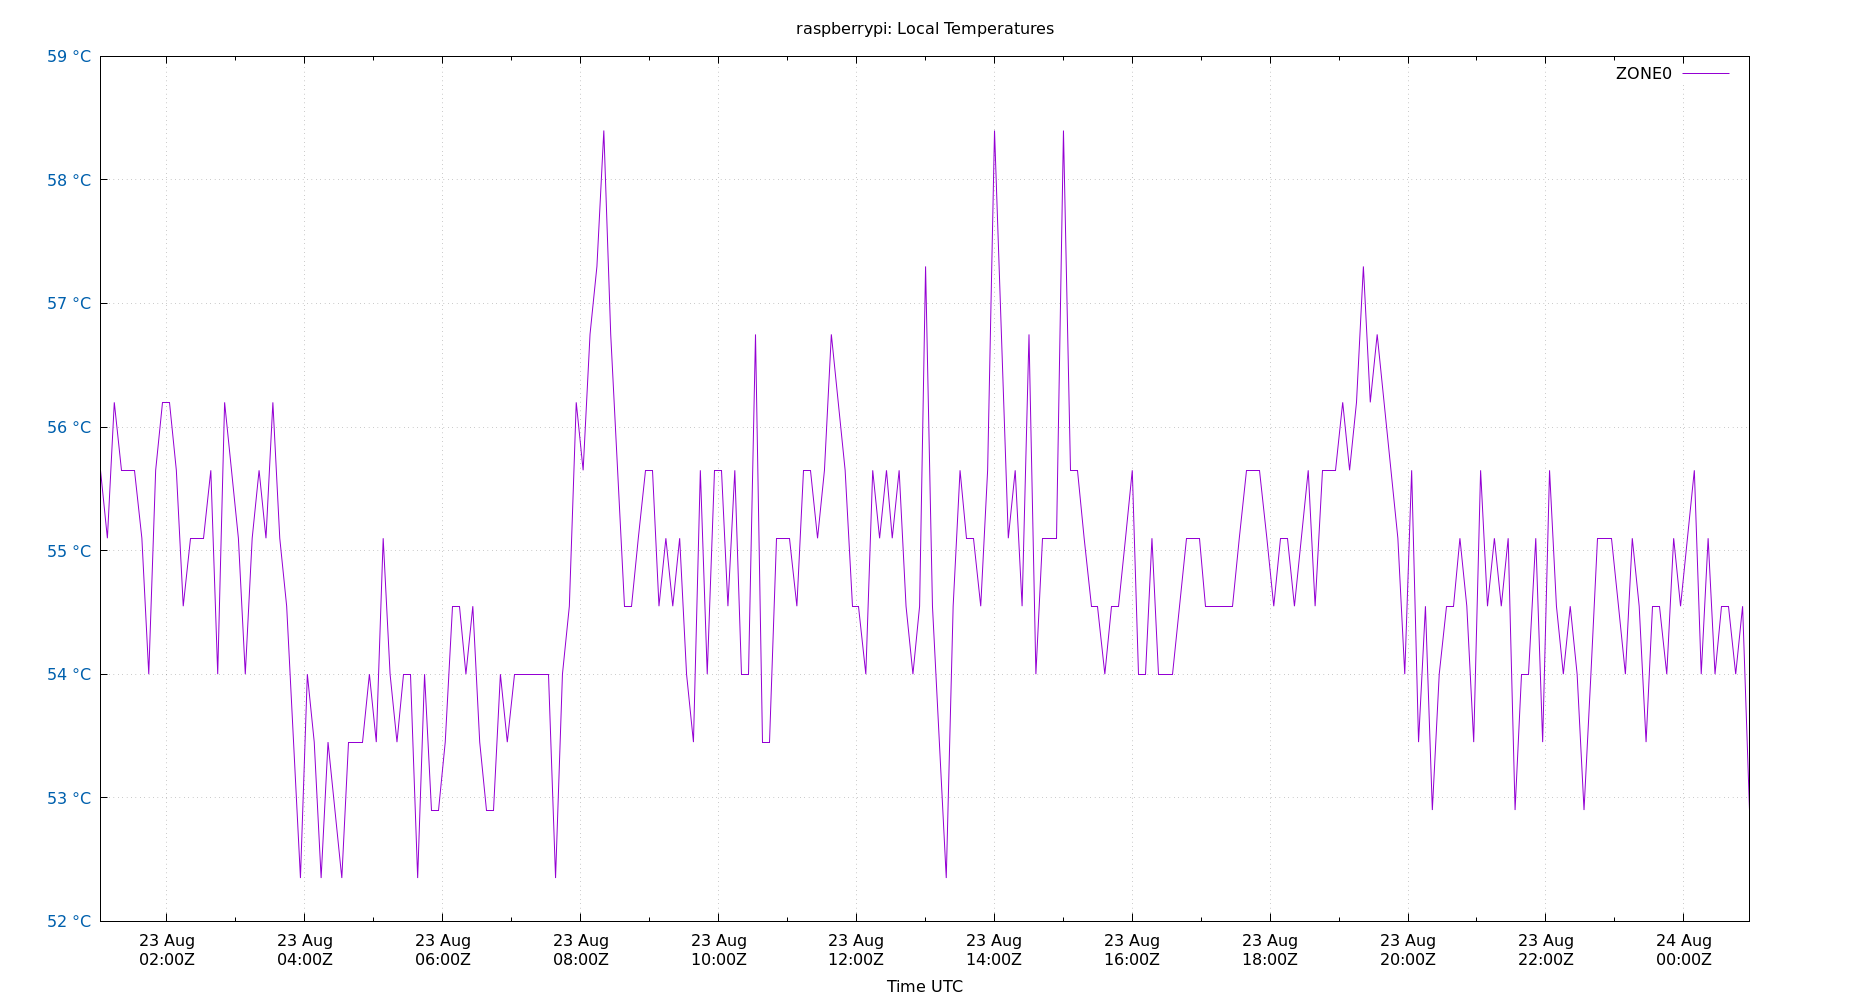 raspberrypi: Local Temperatures
59 °C
ZONE0
58 °C
57 °C
56 °C
55 °C
54 °C
53 °C
52 °C
23 Aug 23 Aug 23 Aug 23 Aug 23 Aug 23 Aug 23 Aug 23 Aug 23 Aug 23 Aug 23 Aug 24 Aug
02:00Z 04:00Z 06:00Z 08:00Z 10:00Z 12:00Z 14:00Z 16:00Z 18:00Z 20:00Z 22:00Z 00:00Z
Time UTC